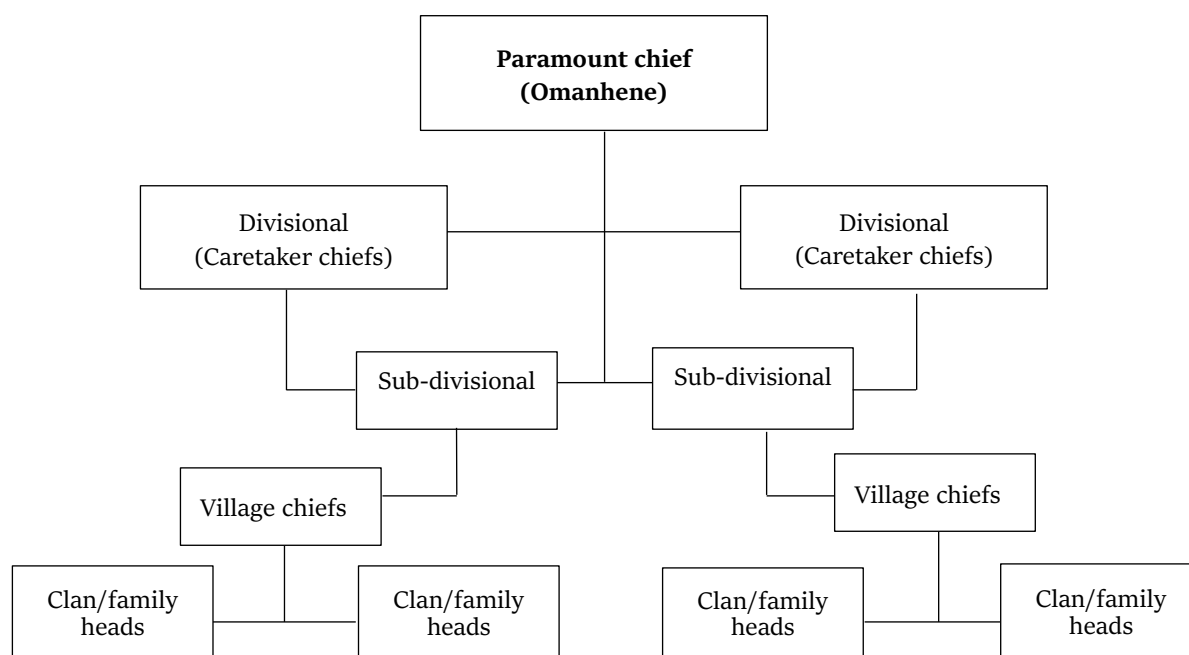 Paramount chief
(Omanhene)
Divisional
(Caretaker chiefs)
Divisional
(Caretaker chiefs)
Sub-divisional
Sub-divisional
Village chiefs
Village chiefs
Clan/family
heads
Clan/family
heads
Clan/family
heads
Clan/family
heads